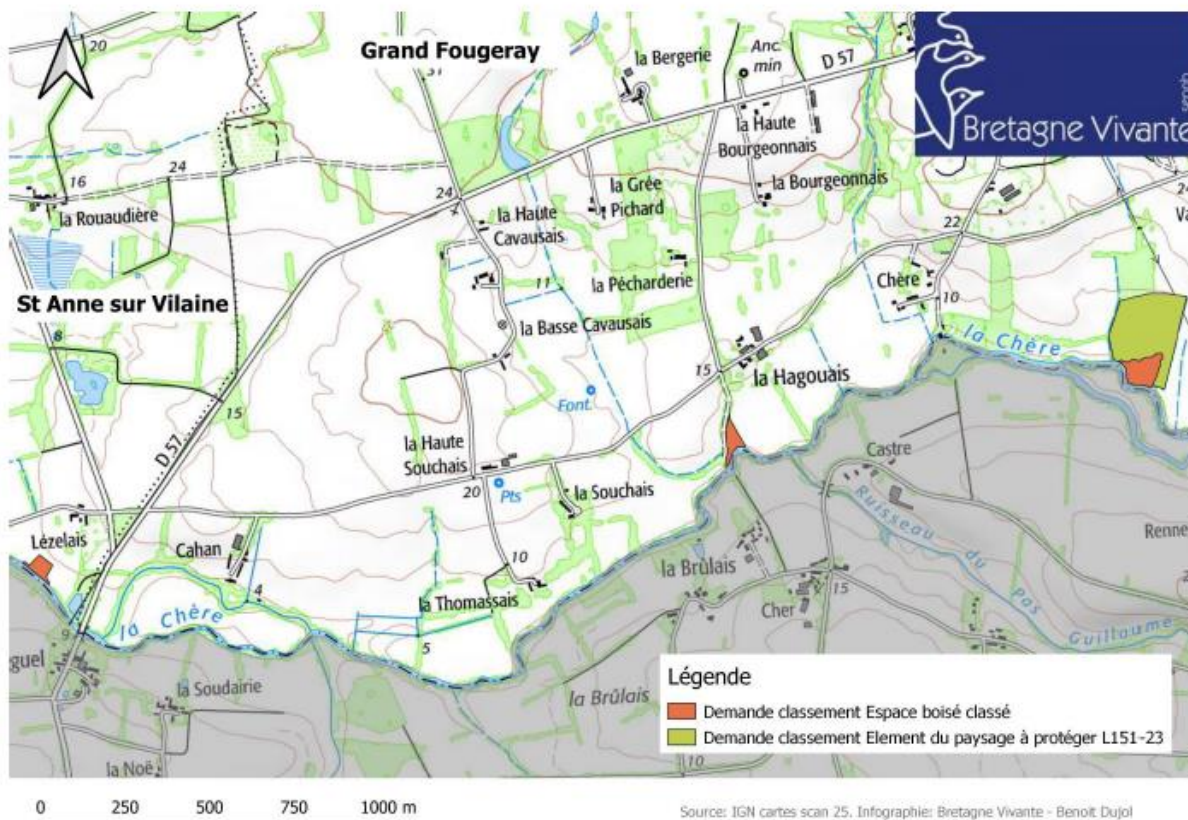 20
Grand Fougeray
31
la Bergerie
Anc.
min
D 57
sepnb
Bretagne Vivante
la Haute
Bourgeonnais
24
16
la Rouaudière
24
la Grée
Pichard
la Bourgeonnais
la Haute
Cavausais
22
la Pécharderie
11
Chère
10
St Anne sur Vilaine
la Basse Cavausais
la Chère
8
15
la Hagouais
15
Font.
D 57
la Haute
Souchais
Castre
20
Pts
la Souchais
Ruisseau du Pas Guillaume
Renne
Lézelais
Cahan
10
la Brûlais
la Thomassais
Cher
15
4
la Chère
9
5
guel
la Soudairie
la Brûlais
la Noë
10
Légende
Demande classement Espace boisé classé
Demande classement Element du paysage à protéger L151-23
0 250 500 750 1000 m
Source: IGN cartes scan 25. Infographie: Bretagne Vivante - Benoit Dujol